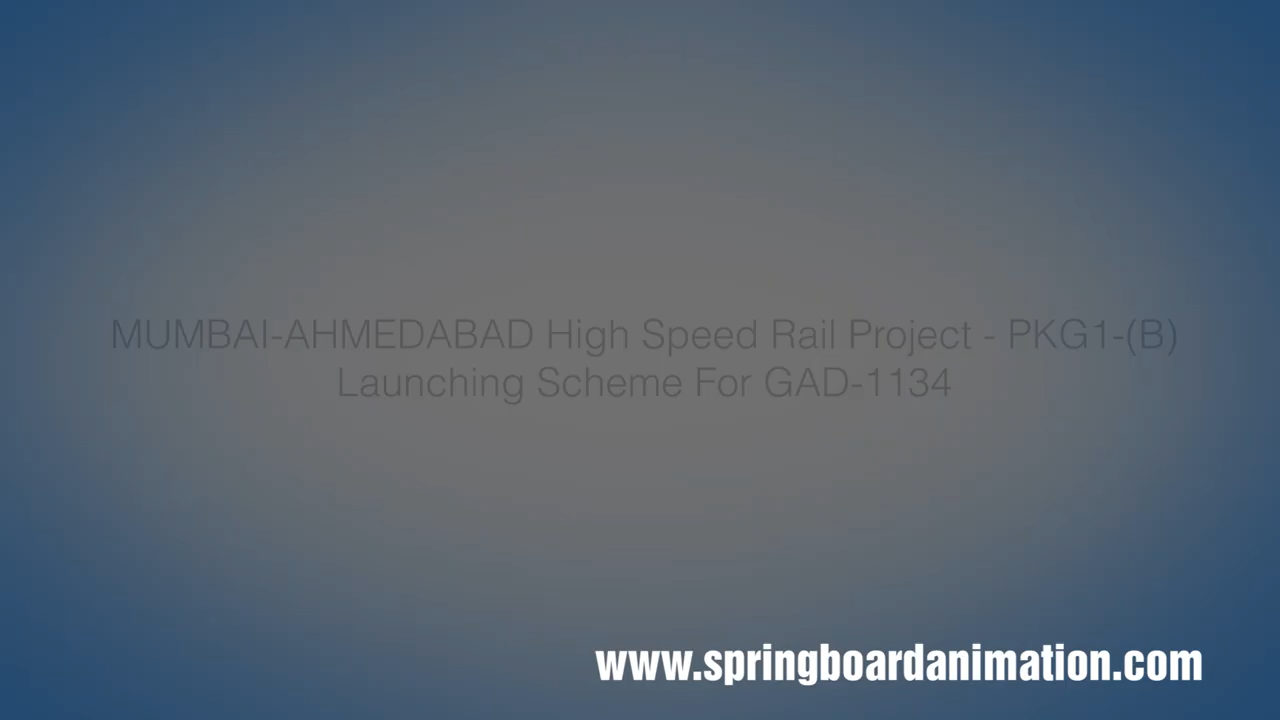 MUMBAI-AHMEDABAD High Speed Rail Project - PKG1-(B)
Launching Scheme For GAD-1134
www.springboardanimation.com